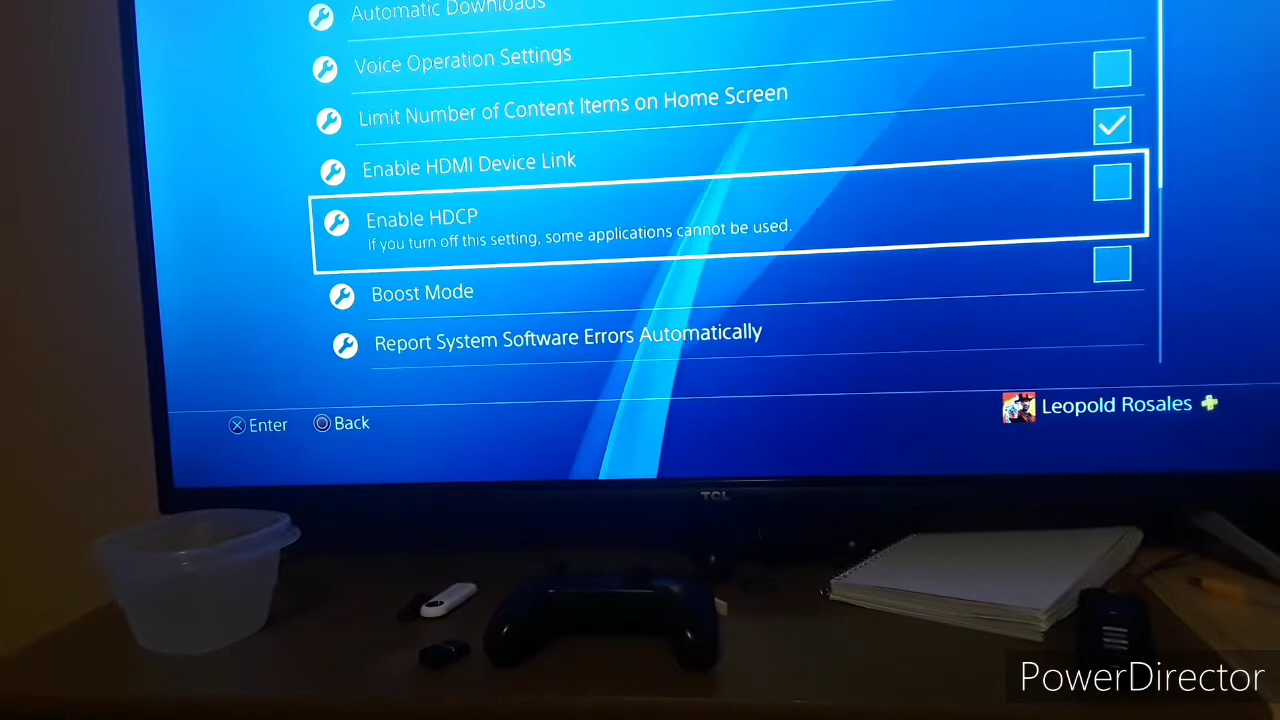 Automatic Downloads
Voice Operation Settings
Limit Number of Content Items on Home Screen
Enable HDMI Device Link
Enable HDCP
If you turn off this setting, some applications cannot be used.
Boost Mode
Report System Software Errors Automatically
Enter
Back
Leopold Rosales
TCL
PowerDirector